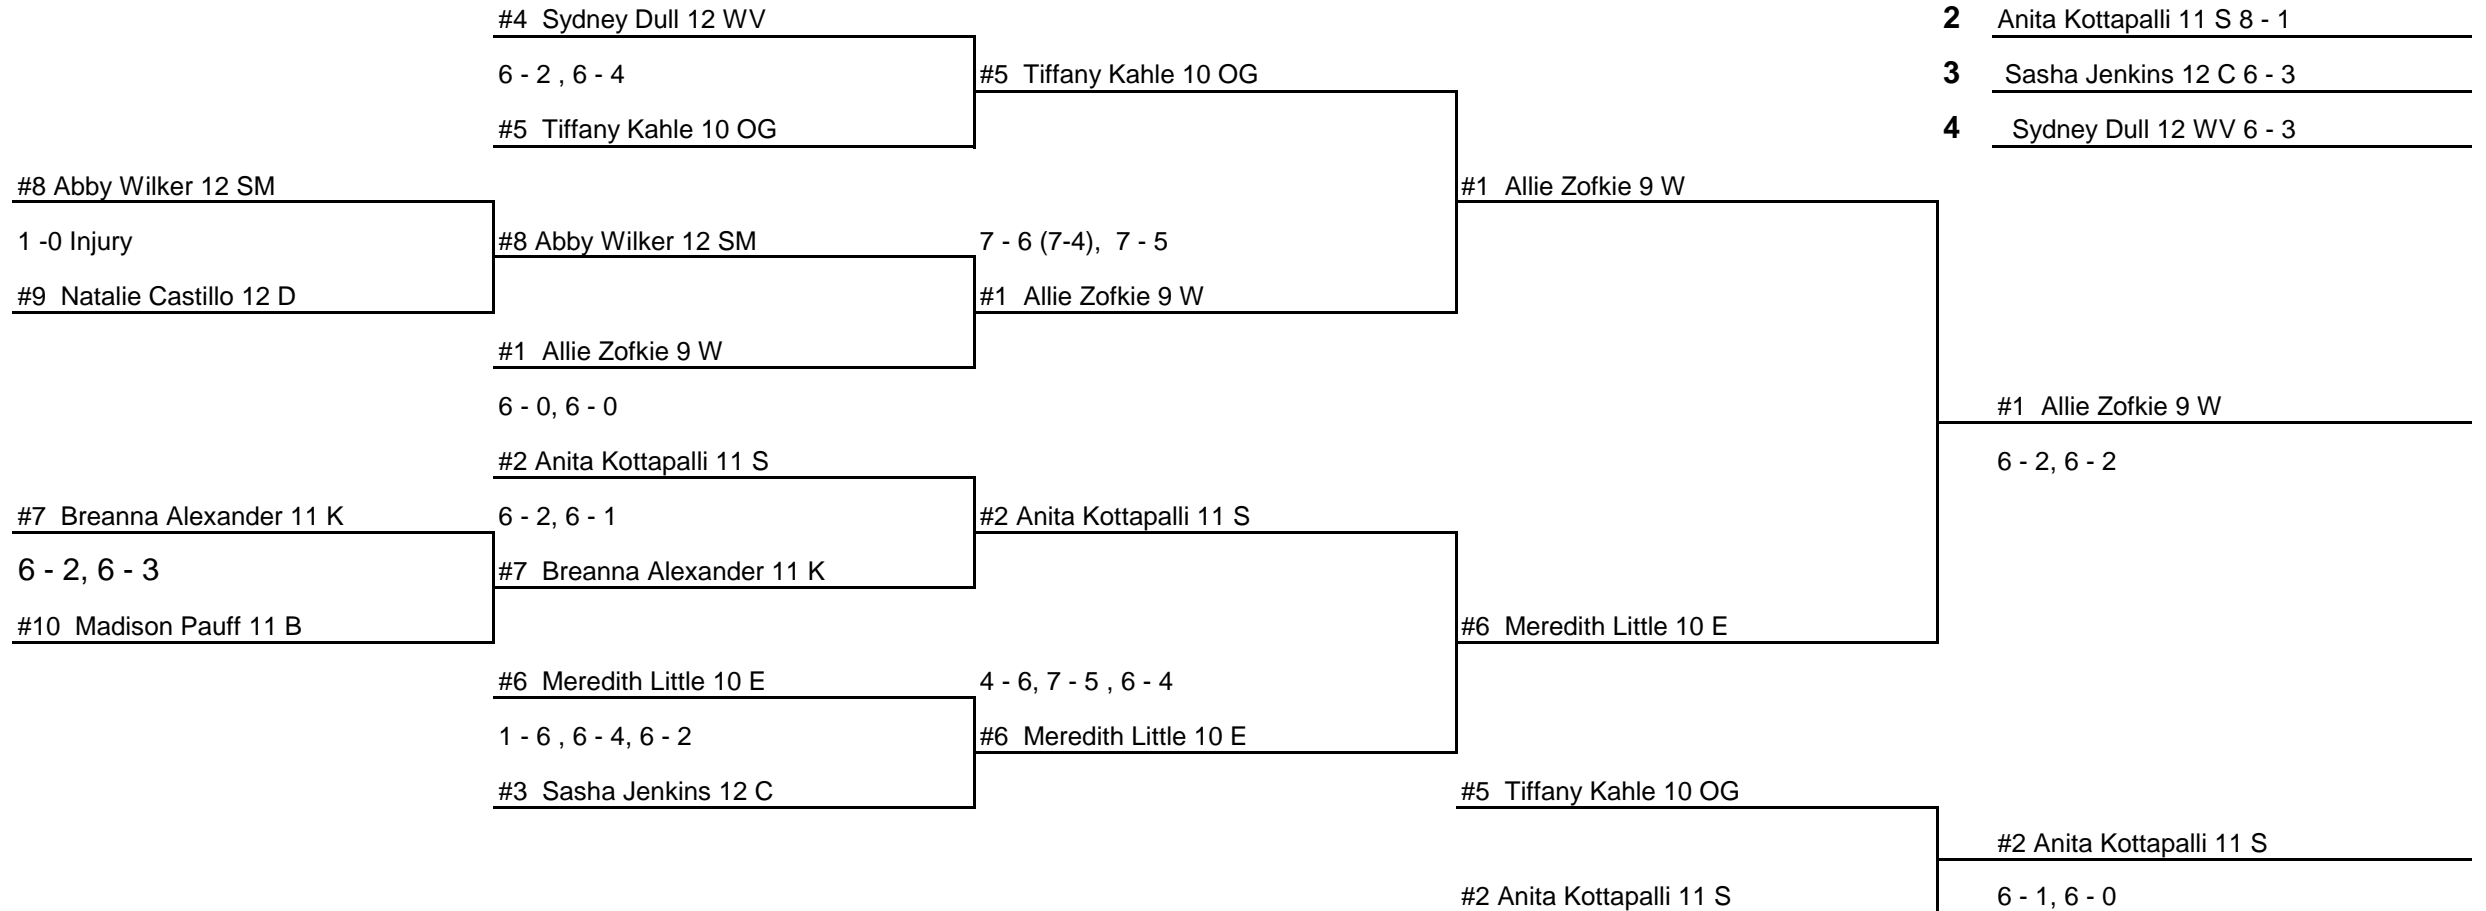 #4 Sydney Dull 12 WV
2 Anita Kottapalli 11 S 8 - 1
6 - 2 , 6 - 4
#5 Tiffany Kahle 10 OG
3 Sasha Jenkins 12 C 6 - 3
#5 Tiffany Kahle 10 OG
4 Sydney Dull 12 WV 6 - 3
#8 Abby Wilker 12 SM
#1 Allie Zofkie 9 W
1 -0 Injury
#8 Abby Wilker 12 SM
7 - 6 (7-4), 7 - 5
#9 Natalie Castillo 12 D
#1 Allie Zofkie 9 W
#1 Allie Zofkie 9 W
6 - 0, 6 - 0
#1 Allie Zofkie 9 W
#2 Anita Kottapalli 11 S
6 - 2, 6 - 2
#7 Breanna Alexander 11 K
6 - 2, 6 - 1
#2 Anita Kottapalli 11 S
6 - 2, 6 - 3
#7 Breanna Alexander 11 K
#10 Madison Pauff 11 B
#6 Meredith Little 10 E
#6 Meredith Little 10 E
4 - 6, 7 - 5 , 6 - 4
1 - 6 , 6 - 4, 6 - 2
#6 Meredith Little 10 E
#3 Sasha Jenkins 12 C
#5 Tiffany Kahle 10 OG
#2 Anita Kottapalli 11 S
#2 Anita Kottapalli 11 S
6 - 1, 6 - 0